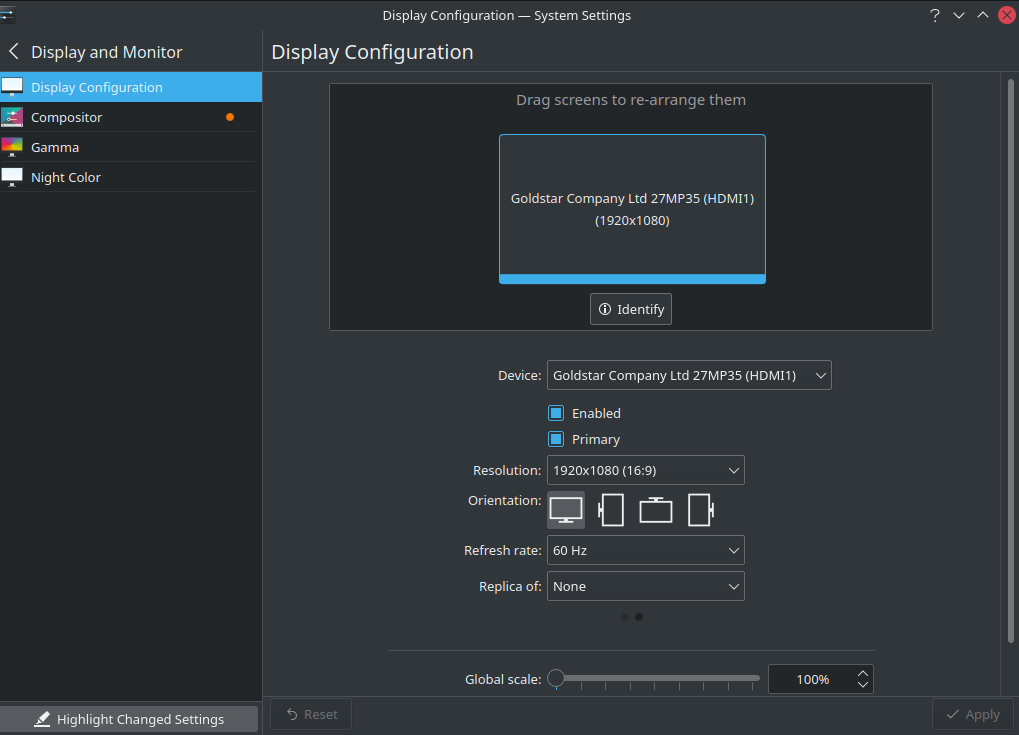 Display Configuration — System Settings
Display and Monitor
Display Configuration
Compositor
Gamma
Night Color
Highlight Changed Settings
Display Configuration
Drag screens to re-arrange them
Goldstar Company Ltd 27MP35 (HDMI1)
(1920x1080)
Identify
Device: Goldstar Company Ltd 27MP35 (HDMI1)
Enabled
Primary
Resolution: 1920x1080 (16:9)
Orientation:
Refresh rate: 60 Hz
Replica of: None
Global scale: 100%
Reset
Apply